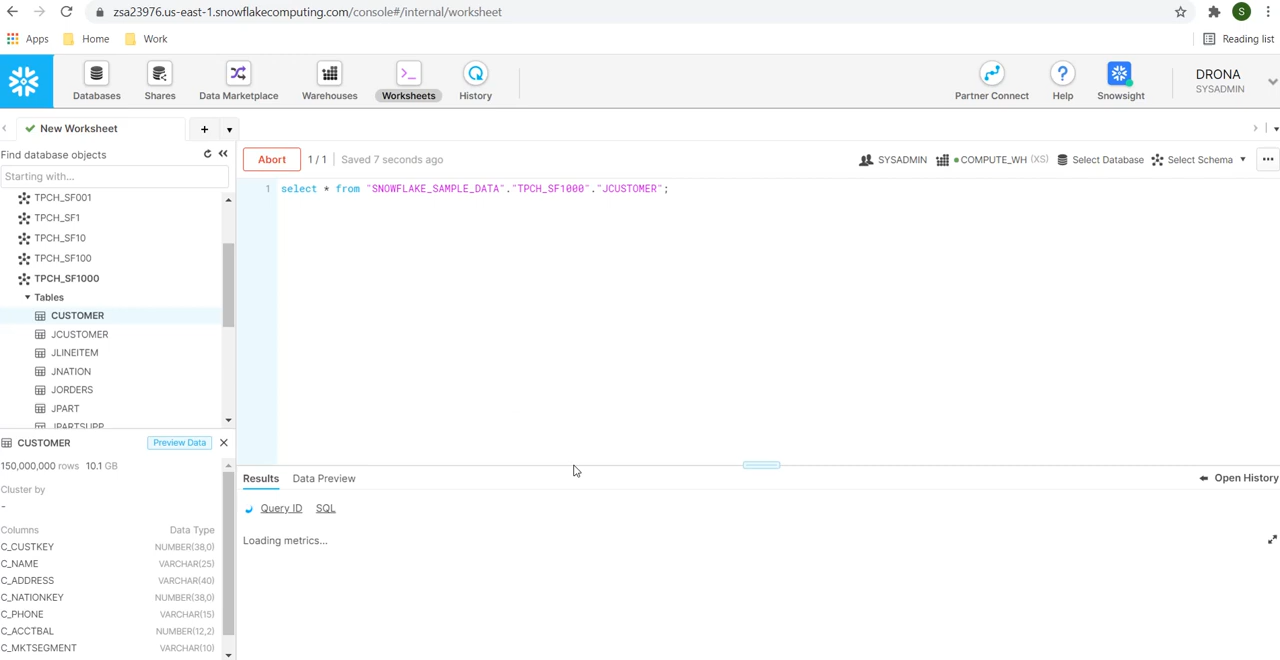 zsa23976.us-east-1.snowflakecomputing.com/console#/internal/worksheet
S
Apps Home Work Reading list
Databases Shares Data Marketplace Warehouses Worksheets History Partner Connect Help Snowsight
DRONA
SYSADMIN
New Worksheet +
Find database objects
Starting with...
Abort 1 / 1 Saved 7 seconds ago SYSADMIN COMPUTE_WH (XS) Select Database Select Schema ...
1 select * from "SNOWFLAKE_SAMPLE_DATA"."TPCH_SF1000"."JCUSTOMER";
TPCH_SF001
TPCH_SF1
TPCH_SF10
TPCH_SF100
TPCH_SF1000
Tables
CUSTOMER
JCUSTOMER
JLINEITEM
JNATION
JORDERS
JPART
JPARTSUPP
CUSTOMER Preview Data
150,000,000 rows 10.1 GB
Cluster by
-
Columns Data Type
C_CUSTKEY NUMBER(38,0)
C_NAME VARCHAR(25)
C_ADDRESS VARCHAR(40)
C_NATIONKEY NUMBER(38,0)
C_PHONE VARCHAR(15)
C_ACCTBAL NUMBER(12,2)
C_MKTSEGMENT VARCHAR(10)
Results Data Preview Open History
Query ID SQL
Loading metrics...